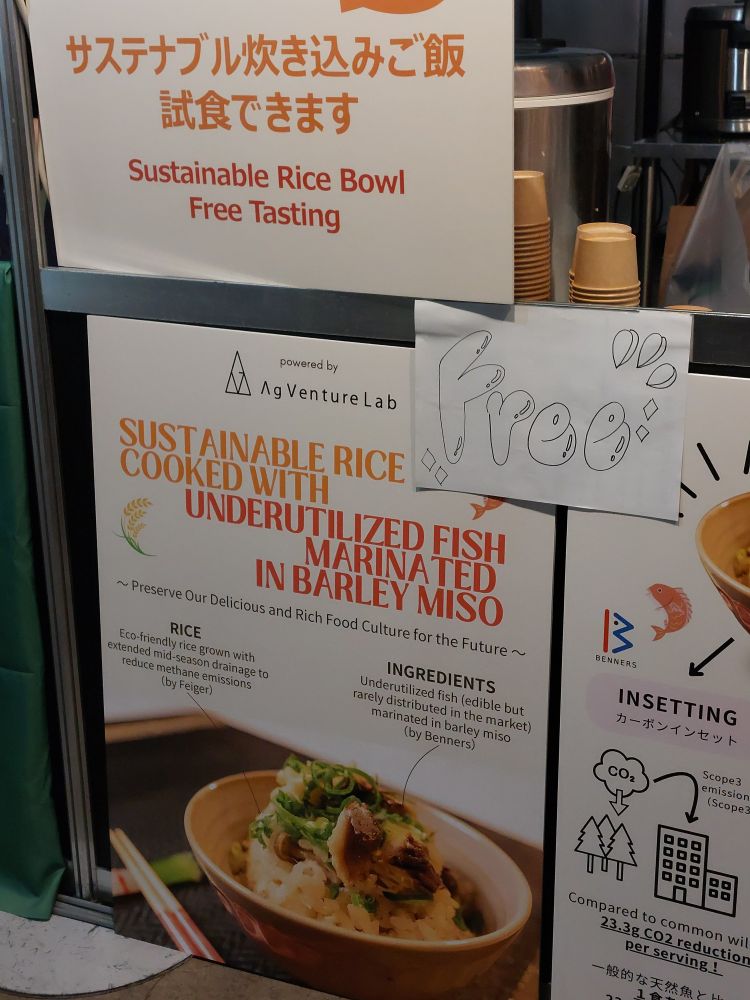 サステナブル炊き込みご飯
試食できます
Sustainable Rice Bowl
Free Tasting
Free
powered by
AgVentureLab
SUSTAINABLE RICE
COOKED WITH
UNDERUTILIZED FISH
MARINATED
IN BARLEY MISO
～ Preserve Our Delicious and Rich Food Culture for the Future ～
RICE
Eco-friendly rice grown with
extended mid-season drainage to
reduce methane emissions
(by Feiger)
INGREDIENTS
Underutilized fish (edible but
rarely distributed in the market)
marinated in barley miso
(by Benners)
BENNERS
INSETTING
カーボンインセット
CO2
Scope3
emission
(Scope3
Compared to common
23.3g CO2 reduction
per serving !
一般的な天然魚と
1食